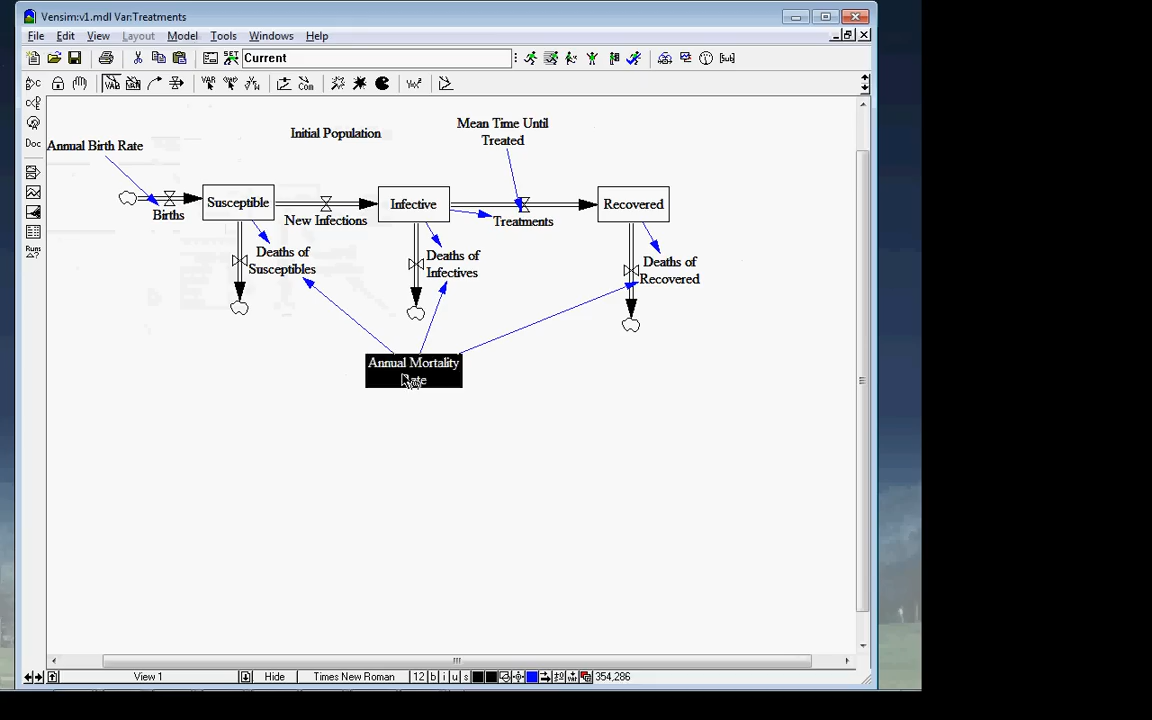 Vensim:v1.mdl Var:Treatments
File Edit View Layout Model Tools Windows Help
SET Current
Doc
Runs
Mean Time Until
Treated
Initial Population
Annual Birth Rate
Susceptible
Infective
Recovered
Births
New Infections
Treatments
Deaths of
Susceptibles
Deaths of
Infectives
Deaths of
Recovered
Annual Mortality
View 1 Hide Times New Roman 12 b i u s 354,286